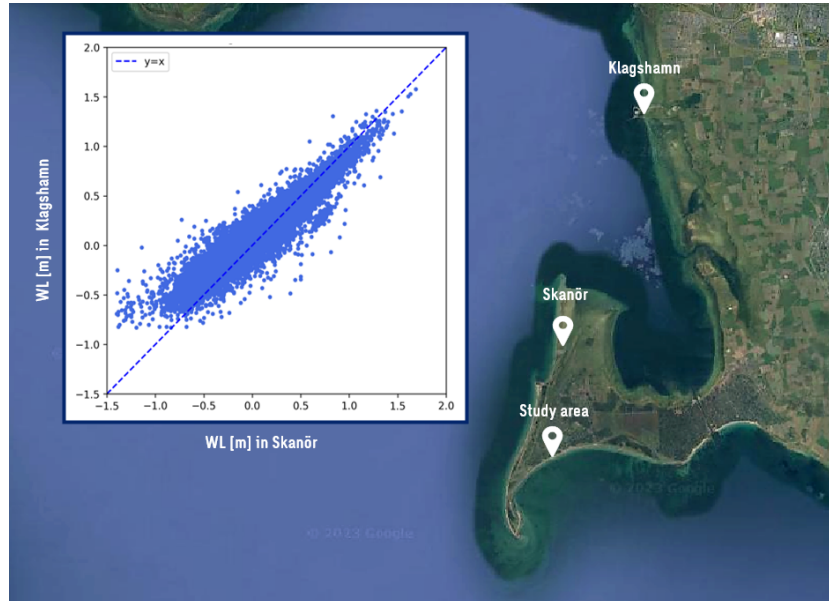 y=x
2.0
1.5
1.0
0.5
0.0
−0.5
−1.0
−1.5
−1.5
−1.0
−0.5
0.0
0.5
1.0
1.5
2.0
WL [m] in Klagshamn
WL [m] in Skanör
Klagshamn
Skanör
Study area
© 2023 Google
© 2023 Google